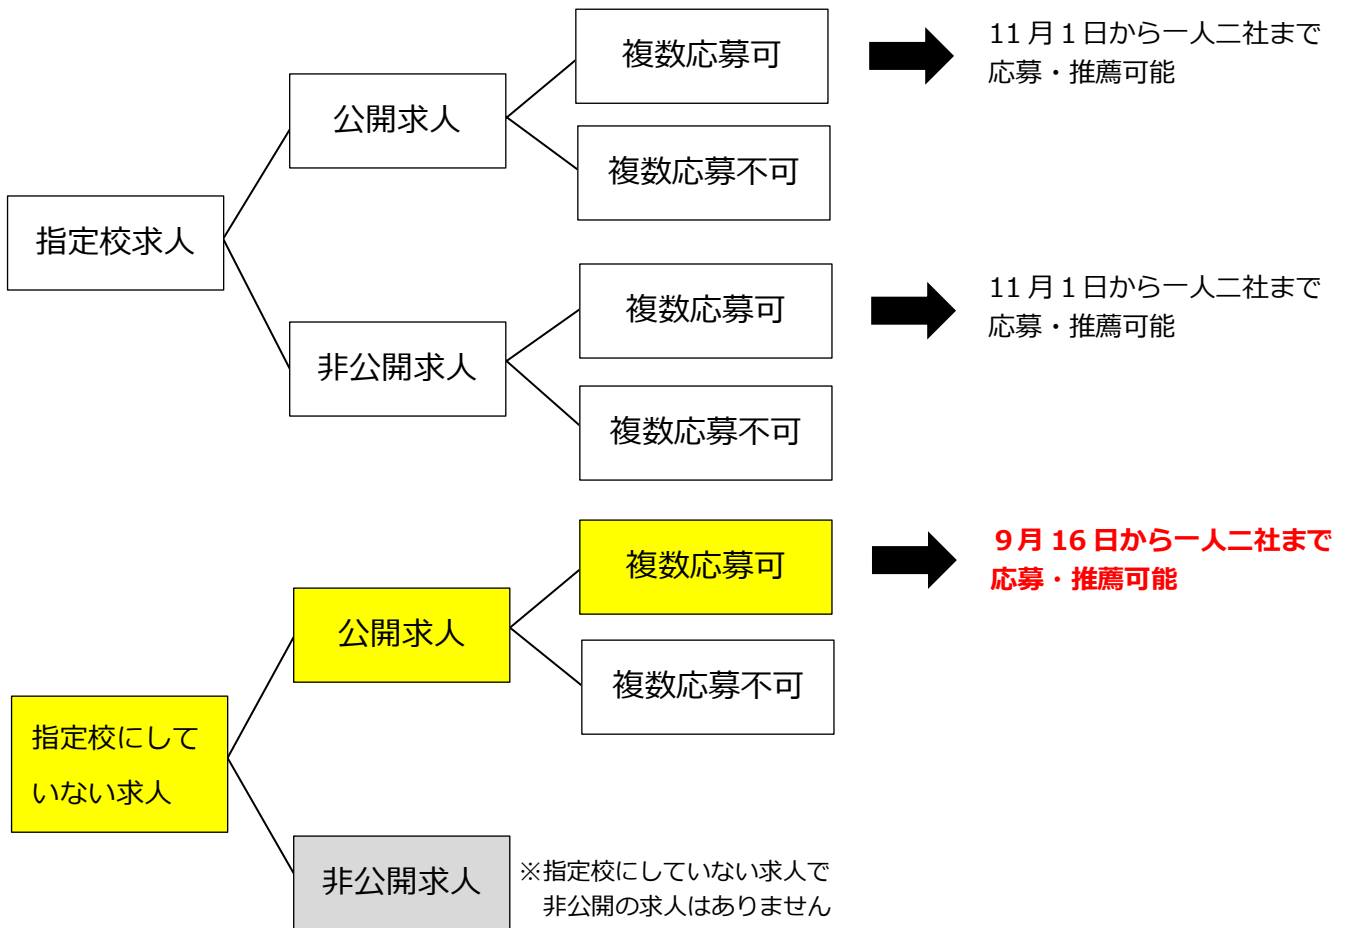 複数応募可
11月1日から一人二社まで
応募・推薦可能
公開求人
複数応募不可
指定校求人
複数応募可
11月1日から一人二社まで
応募・推薦可能
非公開求人
複数応募不可
複数応募可
９月16日から一人二社まで
応募・推薦可能
公開求人
複数応募不可
指定校にして
いない求人
非公開求人
※指定校にしていない求人で
非公開の求人はありません